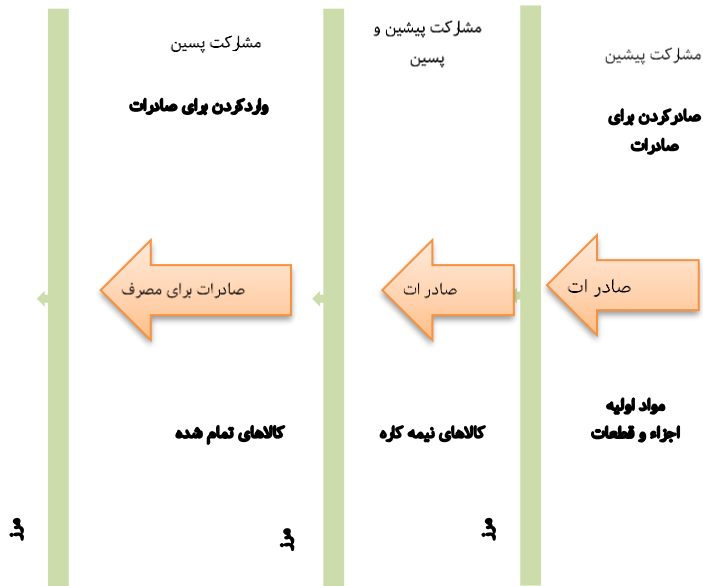 مشارکت پیشین
صادرکردن برای
صادرات
صادر ات
مواد اولیه
اجزاء و قطعات
مرز
مشارکت پیشین و
پسین
صادر ات
کالاهای نیمه کاره
مرز
مشارکت پسین
واردکردن برای صادرات
صادرات برای مصرف
کالاهای تمام شده
مرز